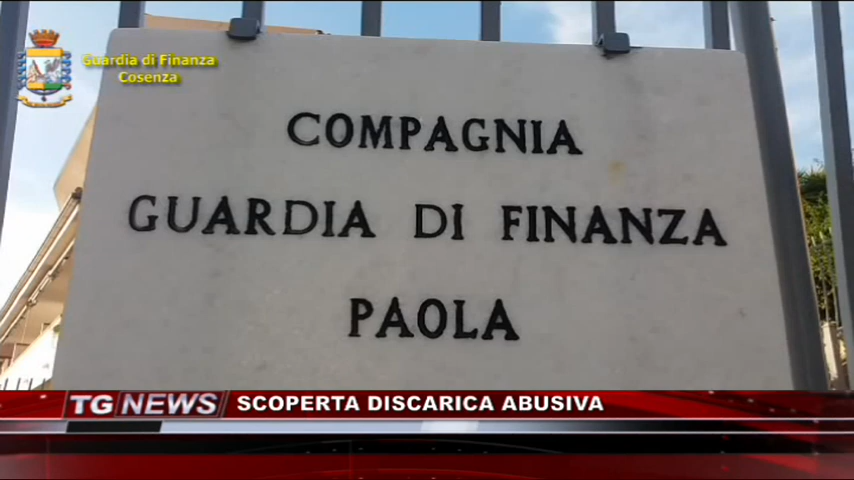 Guardia di Finanza
Cosenza
COMPAGNIA
GUARDIA DI FINANZA
PAOLA
TG NEWS SCOPERTA DISCARICA ABUSIVA